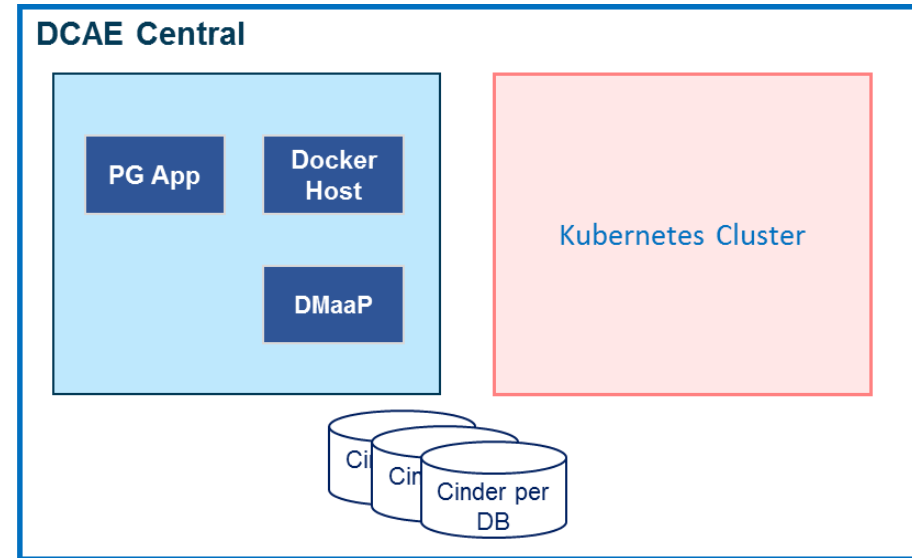 DCAE Central
PG App
Docker
Host
DMaaP
Kubernetes Cluster
Cinder per
DB